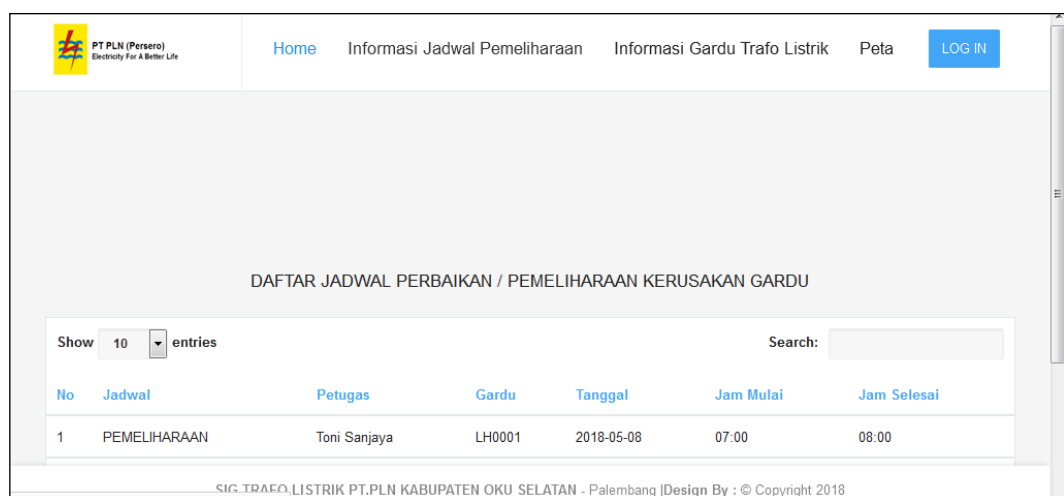 PT PLN (Persero)
Electricity For A Better Life
Home Informasi Jadwal Pemeliharaan Informasi Gardu Trafo Listrik Peta LOG IN
DAFTAR JADWAL PERBAIKAN / PEMELIHARAAN KERUSAKAN GARDU
Show 10 entries Search:
No Jadwal Petugas Gardu Tanggal Jam Mulai Jam Selesai
1 PEMELIHARAAN Toni Sanjaya LH0001 2018-05-08 07:00 08:00
SIG TRAFO LISTRIK PT.PLN KABUPATEN OKU SELATAN - Palembang |Design By : © Copyright 2018